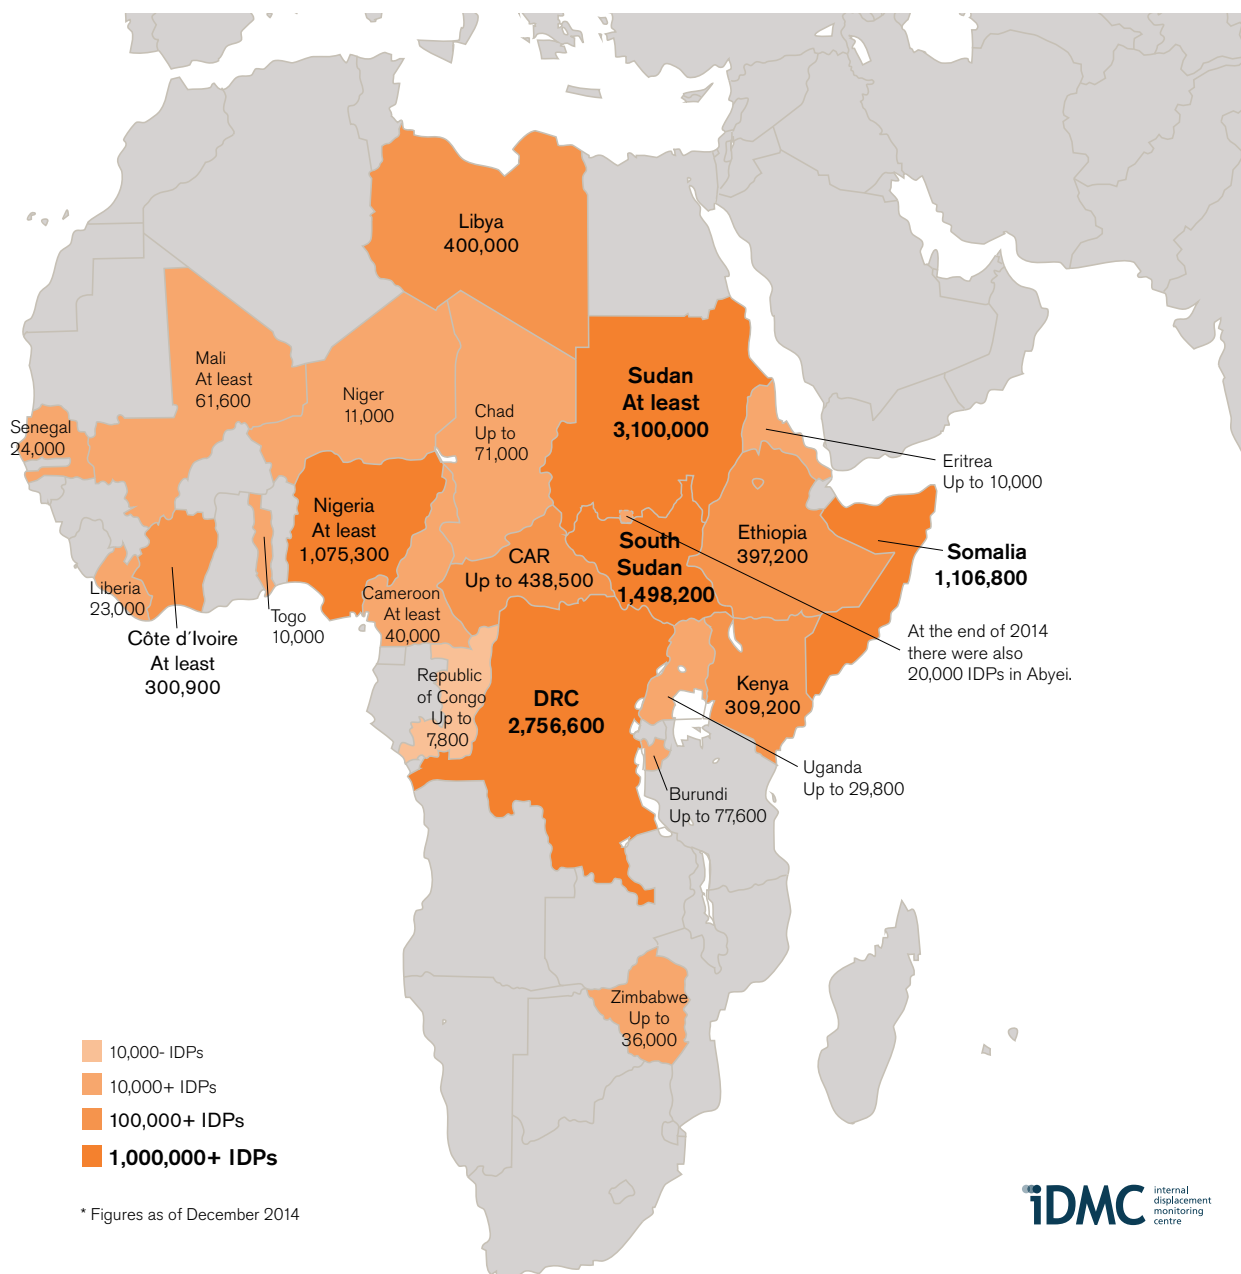 Libya
400,000
Mali
At least
61,600
Niger
11,000
Chad
Up to
71,000
Sudan
At least
3,100,000
Senegal
24,000
Eritrea
Up to 10,000
Nigeria
At least
1,075,300
CAR
Up to 438,500
South
Sudan
1,498,200
Ethiopia
397,200
Somalia
1,106,800
Liberia
23,000
Togo
10,000
Côte d´Ivoire
At least
300,900
Cameroon
At least
40,000
At the end of 2014
there were also
20,000 IDPs in Abyei.
Republic
of Congo
Up to
7,800
DRC
2,756,600
Kenya
309,200
Uganda
Up to 29,800
Burundi
Up to 77,600
Zimbabwe
Up to
36,000
10,000- IDPs
10,000+ IDPs
100,000+ IDPs
1,000,000+ IDPs
* Figures as of December 2014
iDMC
internal
displacement
monitoring
centre